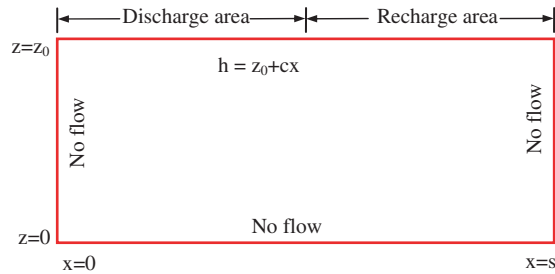 Discharge area
Recharge area
z=z₀
h = z₀+cx
No flow
No flow
No flow
z=0
x=0
x=s